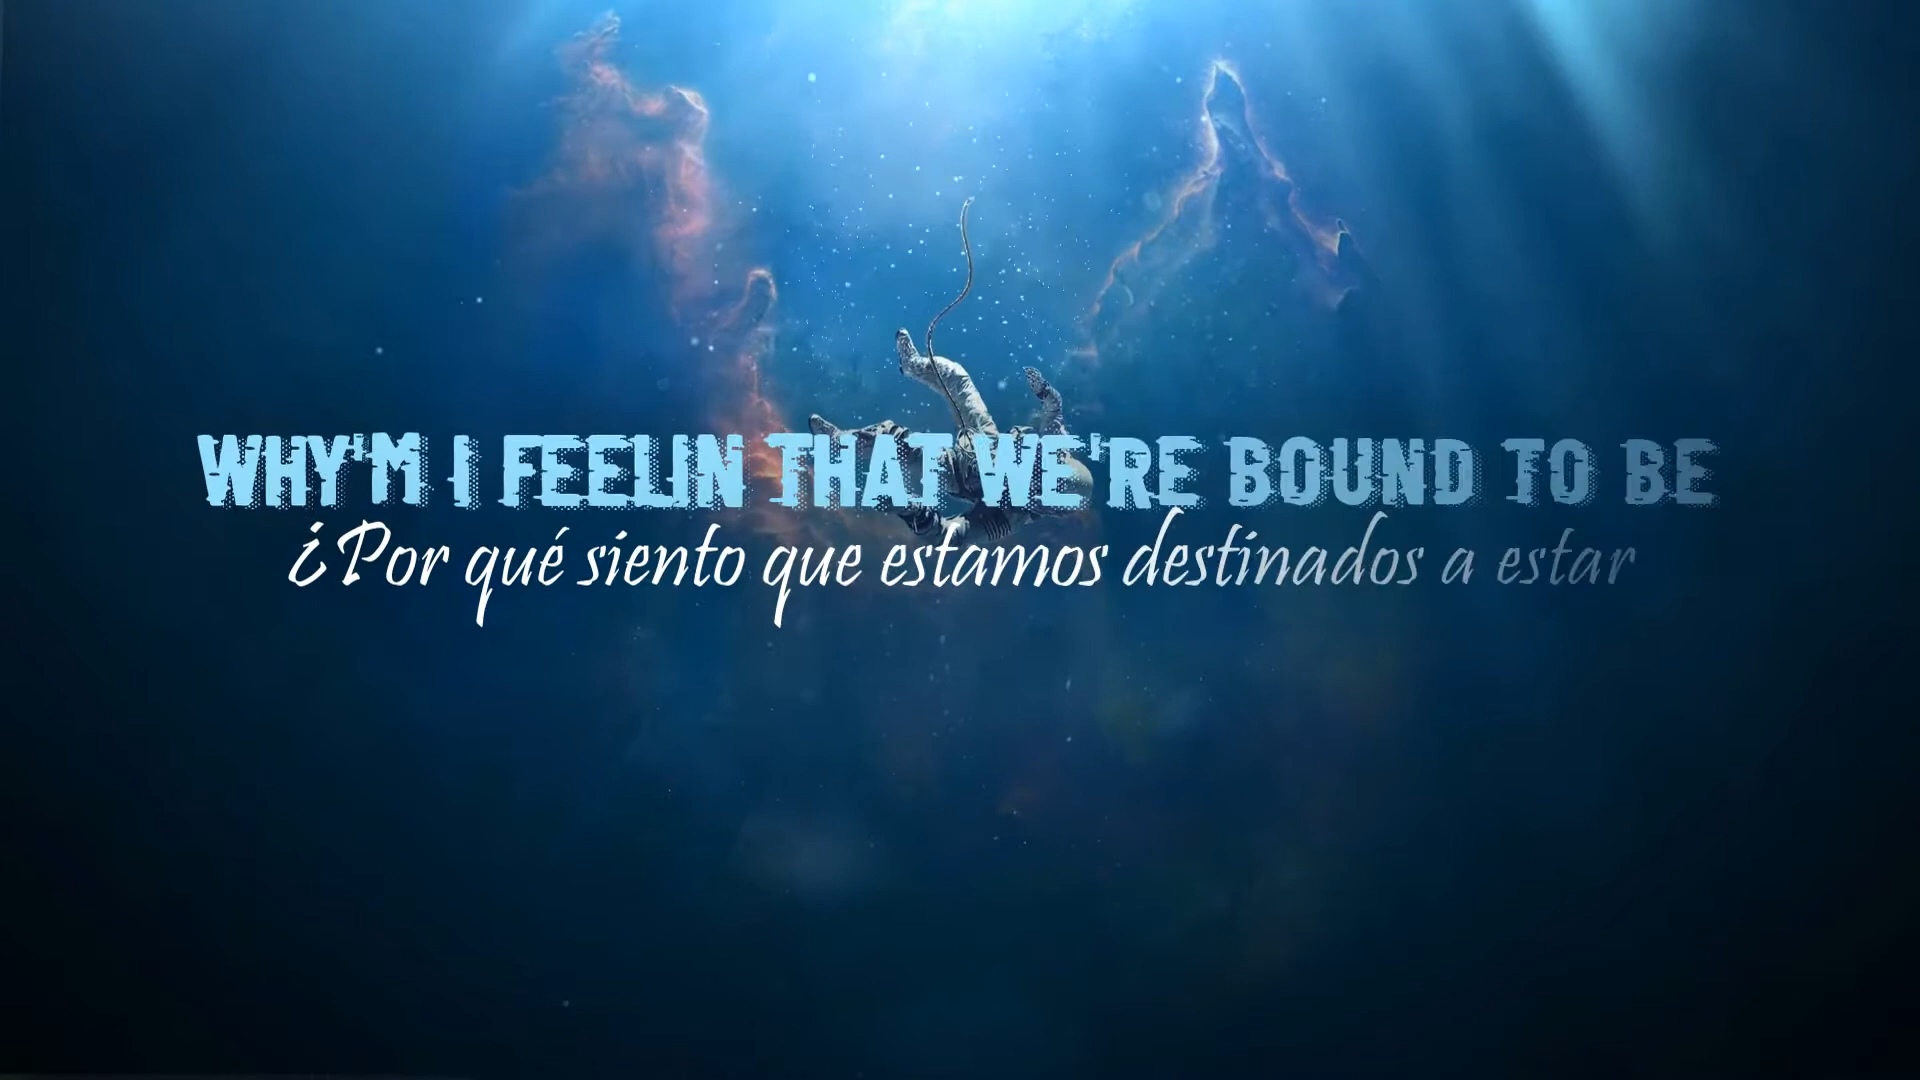 WHY'M I FEELIN THAT WE'RE BOUND TO BE
¿Por qué siento que estamos destinados a estar